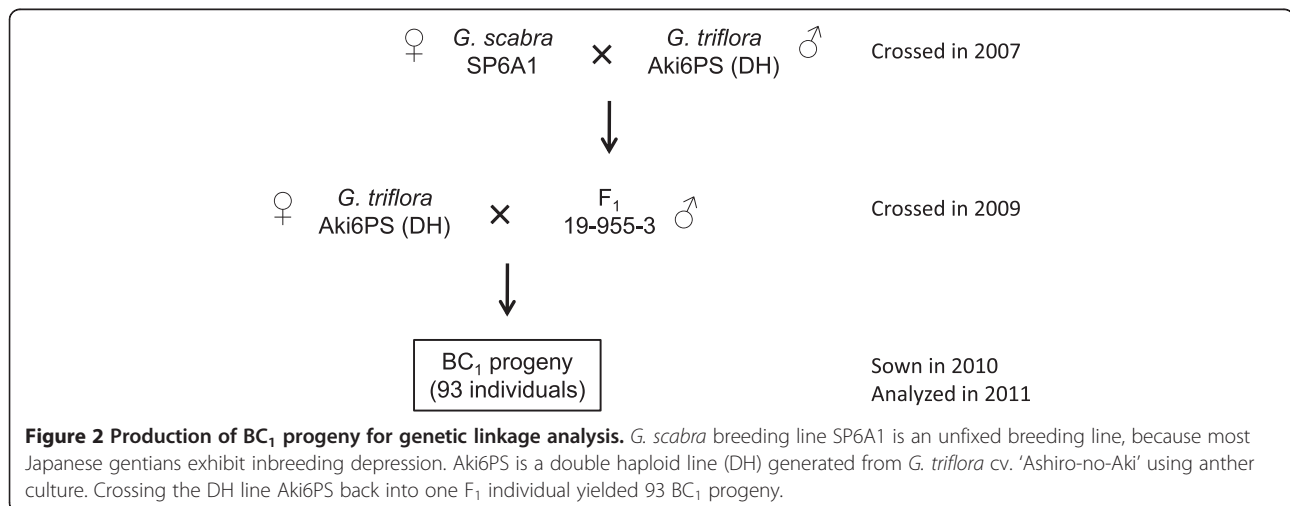 ♀ G. scabra × G. triflora ♂ Crossed in 2007
SP6A1 Aki6PS (DH)
♀ G. triflora × F₁ ♂ Crossed in 2009
Aki6PS (DH) 19-955-3
BC₁ progeny Sown in 2010
(93 individuals) Analyzed in 2011
Figure 2 Production of BC₁ progeny for genetic linkage analysis. G. scabra breeding line SP6A1 is an unfixed breeding line, because most
Japanese gentians exhibit inbreeding depression. Aki6PS is a double haploid line (DH) generated from G. triflora cv. 'Ashiro-no-Aki' using anther
culture. Crossing the DH line Aki6PS back into one F₁ individual yielded 93 BC₁ progeny.